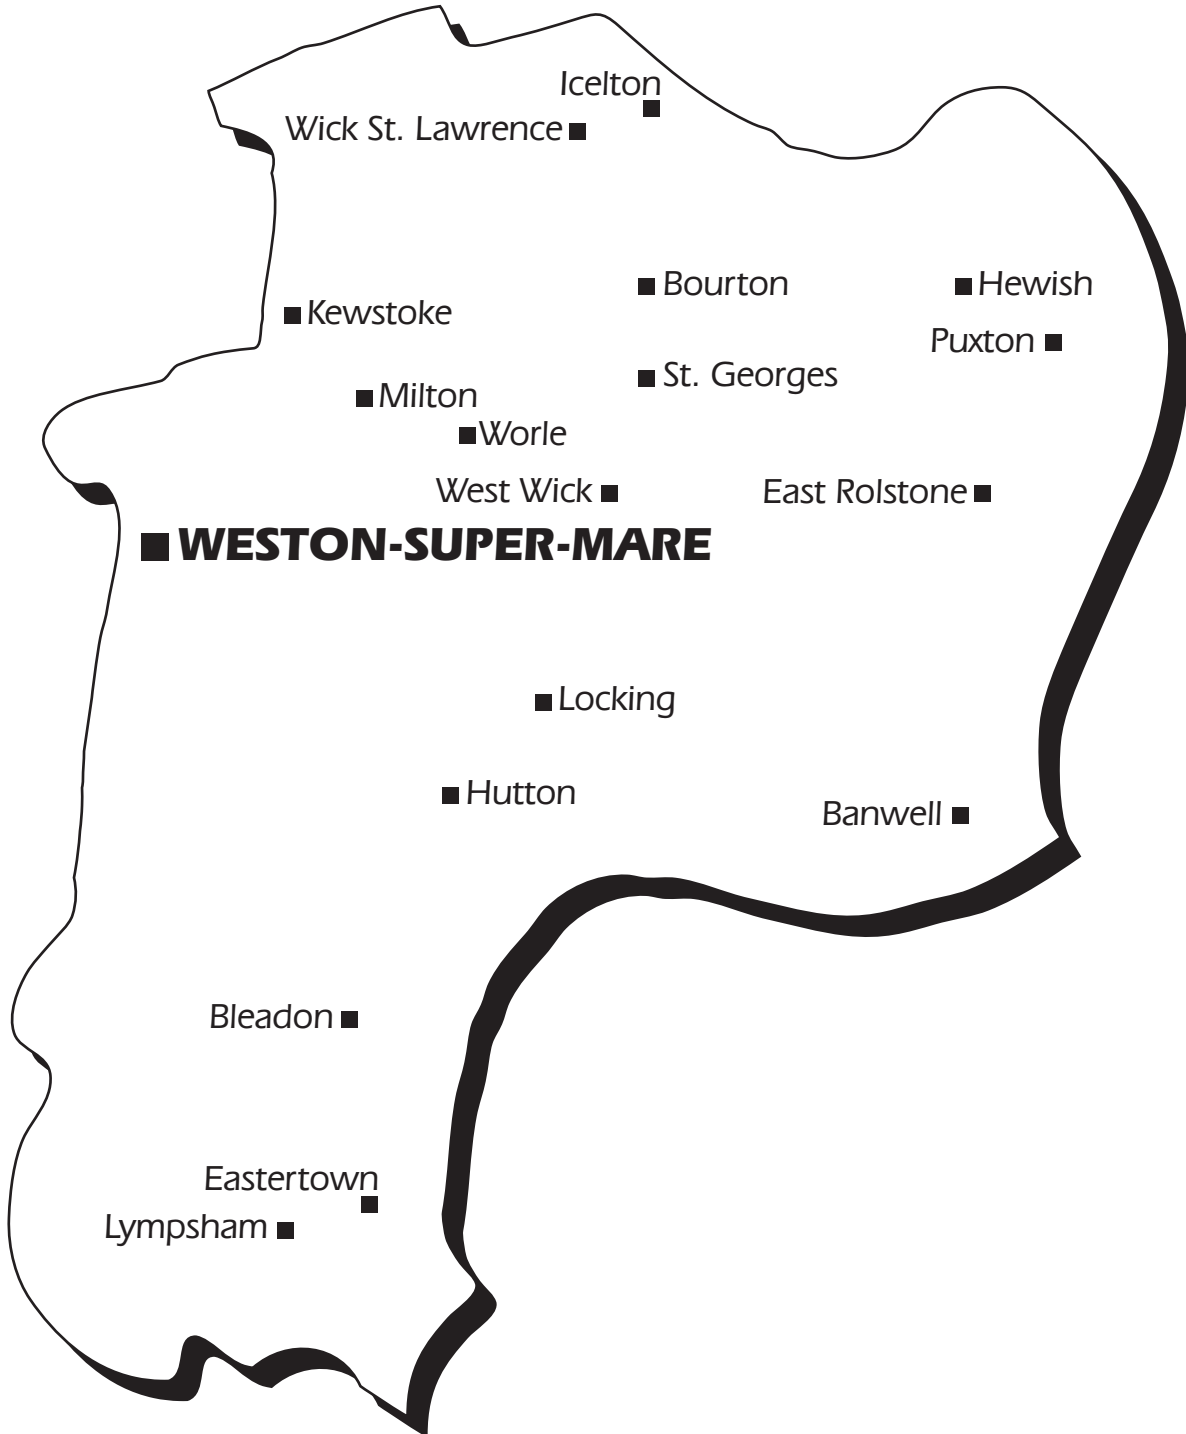 Icelton
Wick St. Lawrence
Bourton
Hewish
Kewstoke
Puxton
St. Georges
Milton
Worle
West Wick
East Rolstone
WESTON-SUPER-MARE
Locking
Hutton
Banwell
Bleadon
Eastertown
Lympsham